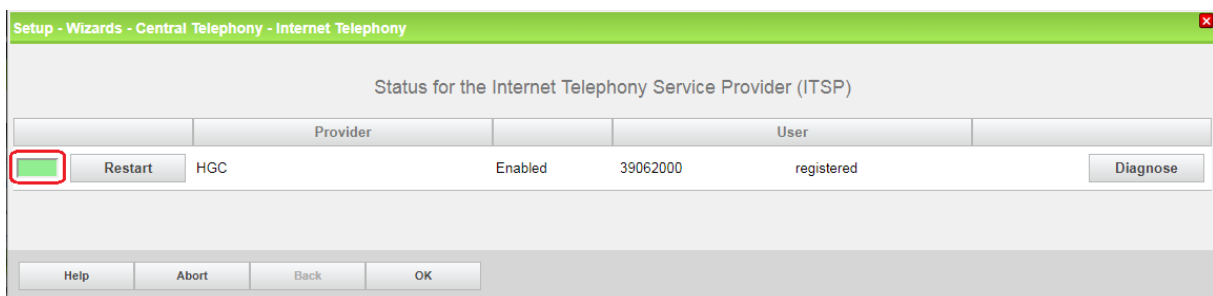 Setup - Wizards - Central Telephony - Internet Telephony
Status for the Internet Telephony Service Provider (ITSP)
Provider User
Restart HGC Enabled 39062000 registered Diagnose
Help Abort Back OK